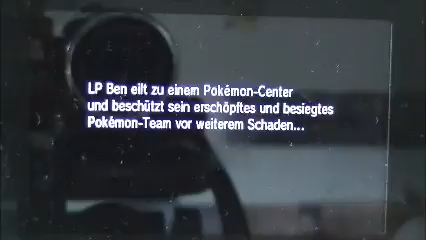 LP Ben eilt zu einem Pokémon-Center
und beschützt sein erschöpftes und besiegtes
Pokémon-Team vor weiterem Schaden...